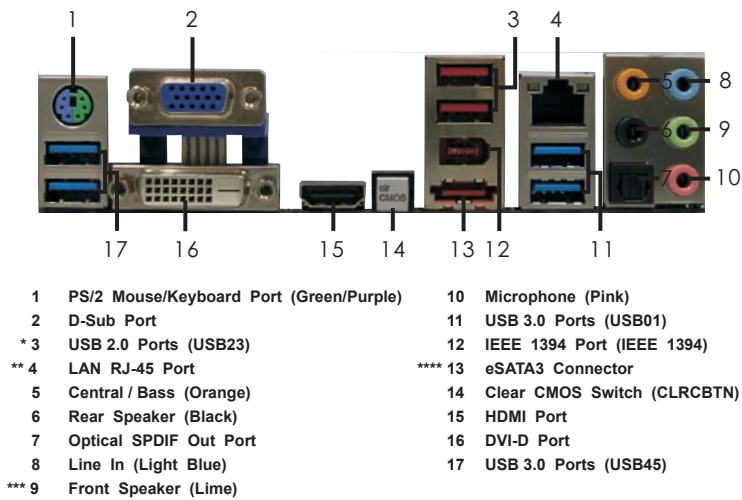 1 2 3 4
5 8
6 9
7 10
clr
CMOS
17 16 15 14 13 12 11
1 PS/2 Mouse/Keyboard Port (Green/Purple)
2 D-Sub Port
* 3 USB 2.0 Ports (USB23)
** 4 LAN RJ-45 Port
5 Central / Bass (Orange)
6 Rear Speaker (Black)
7 Optical SPDIF Out Port
8 Line In (Light Blue)
*** 9 Front Speaker (Lime)
10 Microphone (Pink)
11 USB 3.0 Ports (USB01)
12 IEEE 1394 Port (IEEE 1394)
**** 13 eSATA3 Connector
14 Clear CMOS Switch (CLRCBTN)
15 HDMI Port
16 DVI-D Port
17 USB 3.0 Ports (USB45)